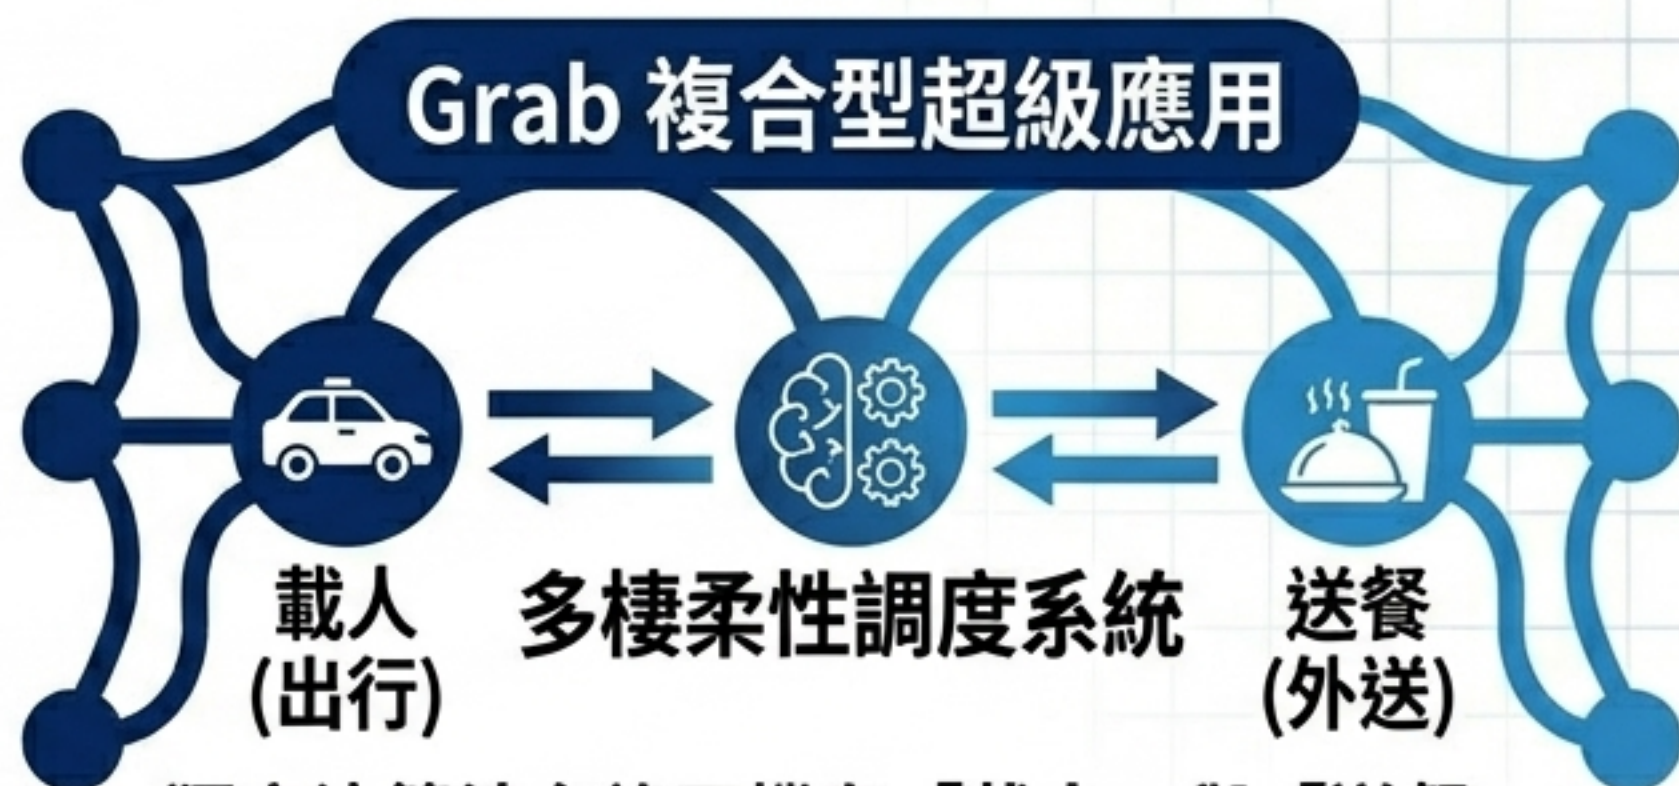 Grab 複合型超級應用
載人
(出行)
多棲柔性調度系統
送餐
(外送)